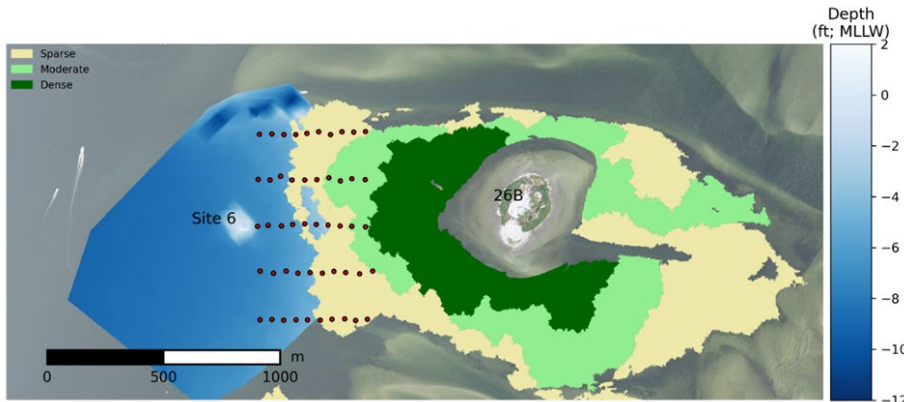 Depth
(ft; MLLW)
Sparse
Moderate
Dense
2
0
−2
−4
−6
−8
−10
−12
26B
Site 6
m
0
500
1000